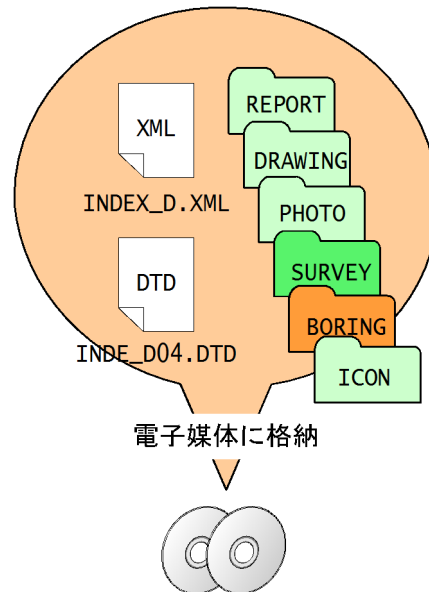 XML
INDEX_D.XML
DTD
INDE_D04.DTD
REPORT
DRAWING
PHOTO
SURVEY
BORING
ICON
電子媒体に格納